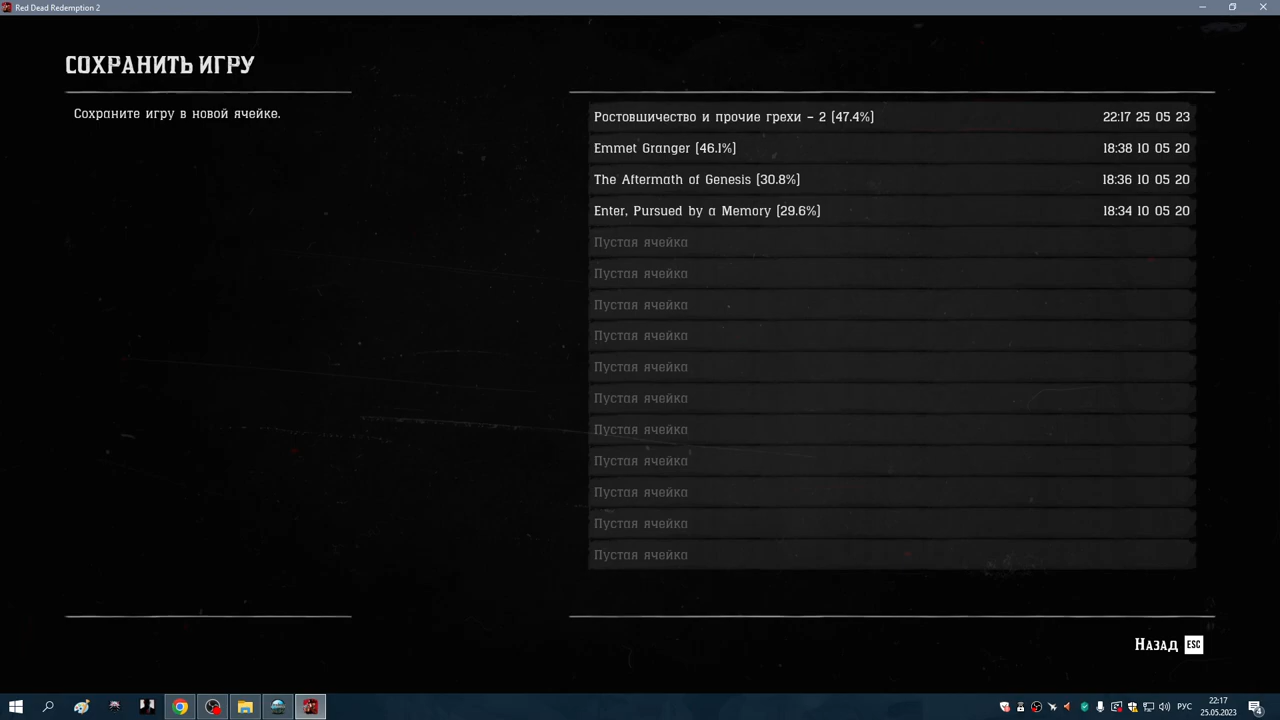 Red Dead Redemption 2
СОХРАНИТЬ ИГРУ
Сохраните игру в новой ячейке.
Ростовщичество и прочие грехи – 2 (47.4%) 22:17 25 05 23
Emmet Granger (46.1%) 18:38 10 05 20
The Aftermath of Genesis (30.8%) 18:36 10 05 20
Enter, Pursued by a Memory (29.6%) 18:34 10 05 20
Пустая ячейка
Пустая ячейка
Пустая ячейка
Пустая ячейка
Пустая ячейка
Пустая ячейка
Пустая ячейка
Пустая ячейка
Пустая ячейка
Пустая ячейка
Пустая ячейка
Назад ESC
РУС
22:17
25.05.2023
4